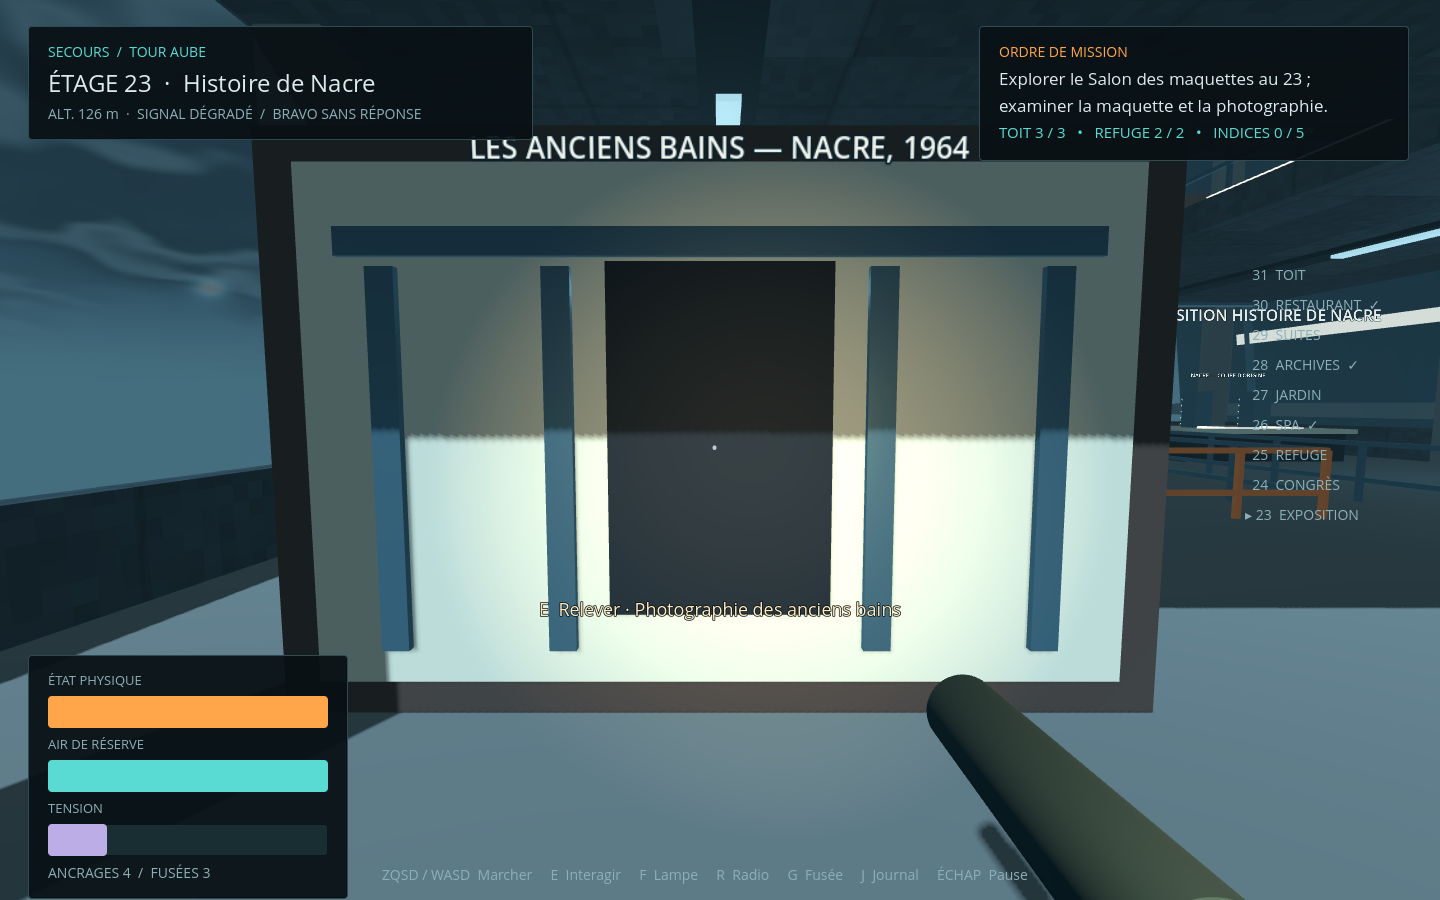 SECOURS / TOUR AUBE
ÉTAGE 23 · Histoire de Nacre
ALT. 126 m · SIGNAL DÉGRADÉ / BRAVO SANS RÉPONSE
ORDRE DE MISSION
Explorer le Salon des maquettes au 23 ;
examiner la maquette et la photographie.
TOIT 3 / 3 • REFUGE 2 / 2 • INDICES 0 / 5
LES ANCIENS BAINS — NACRE, 1964
31 TOIT
30 RESTAURANT ✓
SITION HISTOIRE DE NACRE
29 SUITES
28 ARCHIVES ✓
27 JARDIN
26 SPA ✓
25 REFUGE
24 CONGRÈS
▸ 23 EXPOSITION
E Relever · Photographie des anciens bains
ÉTAT PHYSIQUE
AIR DE RÉSERVE
TENSION
ANCRAGES 4 / FUSÉES 3
ZQSD / WASD Marcher E Interagir F Lampe R Radio G Fusée J Journal ÉCHAP Pause